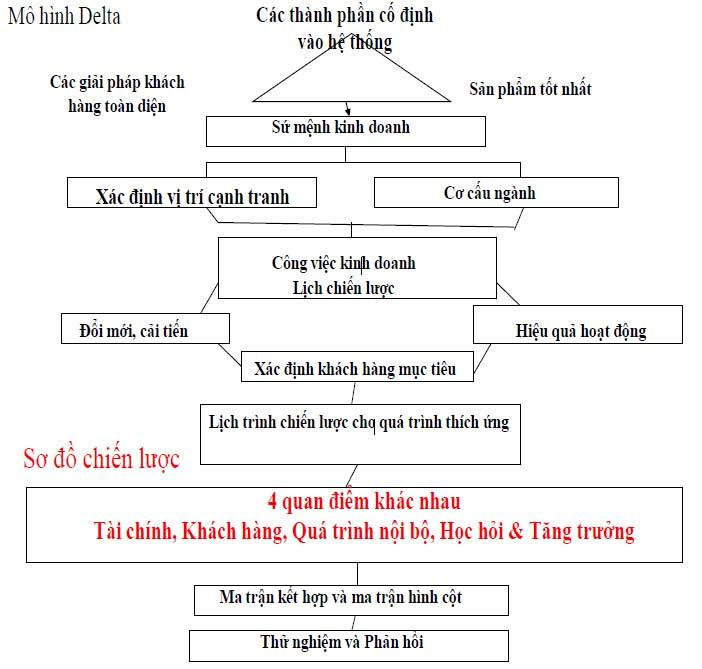 Mô hình Delta
Các thành phần cố định
vào hệ thống
Các giải pháp khách
hàng toàn diện
Sản phẩm tốt nhất
Sứ mệnh kinh doanh
Xác định vị trí cạnh tranh
Cơ cấu ngành
Công việc kinh doanh
Lịch chiến lược
Đổi mới, cải tiến
Hiệu quả hoạt động
Xác định khách hàng mục tiêu
Lịch trình chiến lược cho quá trình thích ứng
Sơ đồ chiến lược
4 quan điểm khác nhau
Tài chính, Khách hàng, Quá trình nội bộ, Học hỏi & Tăng trưởng
Ma trận kết hợp và ma trận hình cột
Thử nghiệm và Phản hồi